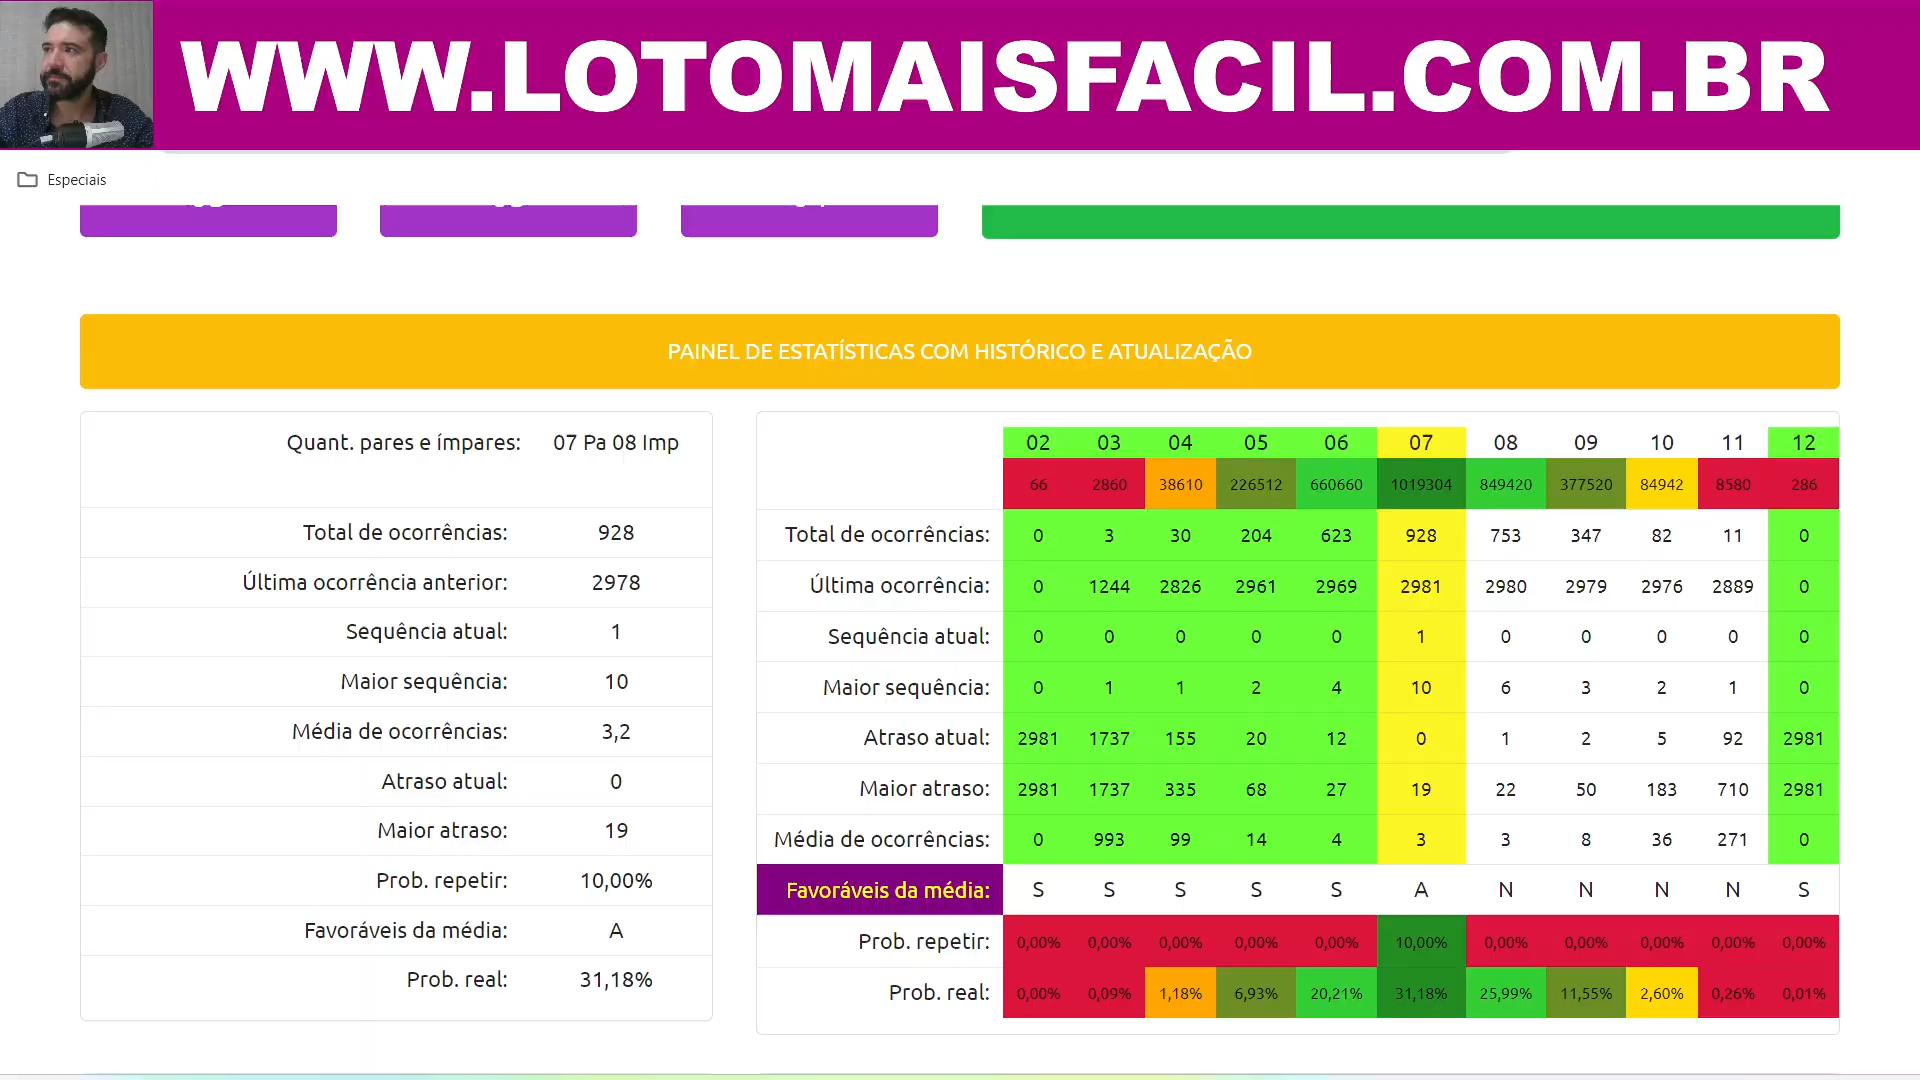 WWW.LOTOMAISFACIL.COM.BR
Especiais
PAINEL DE ESTATÍSTICAS COM HISTÓRICO E ATUALIZAÇÃO
Quant. pares e ímpares: 07 Pa 08 Imp
Total de ocorrências: 928
Última ocorrência anterior: 2978
Sequência atual: 1
Maior sequência: 10
Média de ocorrências: 3,2
Atraso atual: 0
Maior atraso: 19
Prob. repetir: 10,00%
Favoráveis da média: A
Prob. real: 31,18%
02 03 04 05 06 07 08 09 10 11 12
66 2860 38610 226512 660660 1019304 849420 377520 84942 8580 286
Total de ocorrências: 0 3 30 204 623 928 753 347 82 11 0
Última ocorrência: 0 1244 2826 2961 2969 2981 2980 2979 2976 2889 0
Sequência atual: 0 0 0 0 0 1 0 0 0 0 0
Maior sequência: 0 1 1 2 4 10 6 3 2 1 0
Atraso atual: 2981 1737 155 20 12 0 1 2 5 92 2981
Maior atraso: 2981 1737 335 68 27 19 22 50 183 710 2981
Média de ocorrências: 0 993 99 14 4 3 3 8 36 271 0
Favoráveis da média: S S S S S A N N N N S
Prob. repetir: 0,00% 0,00% 0,00% 0,00% 0,00% 10,00% 0,00% 0,00% 0,00% 0,00% 0,00%
Prob. real: 0,00% 0,09% 1,18% 6,93% 20,21% 31,18% 25,99% 11,55% 2,60% 0,26% 0,01%